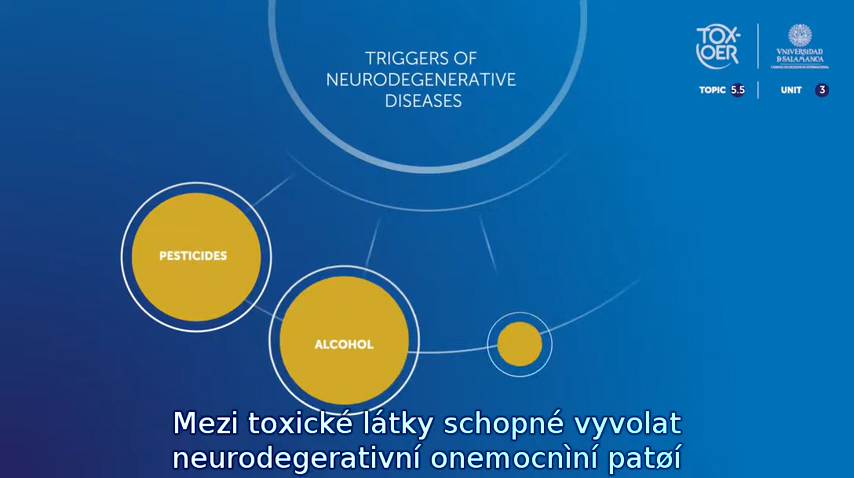 TRIGGERS OF
NEURODEGENERATIVE
DISEASES
TOX-
OER
VNIVERSIDAD
D SALAMANCA
TOPIC 5.5
UNIT 3
PESTICIDES
ALCOHOL
Mezi toxické látky schopné vyvolat
neurodegerativní onemocnìní patøí